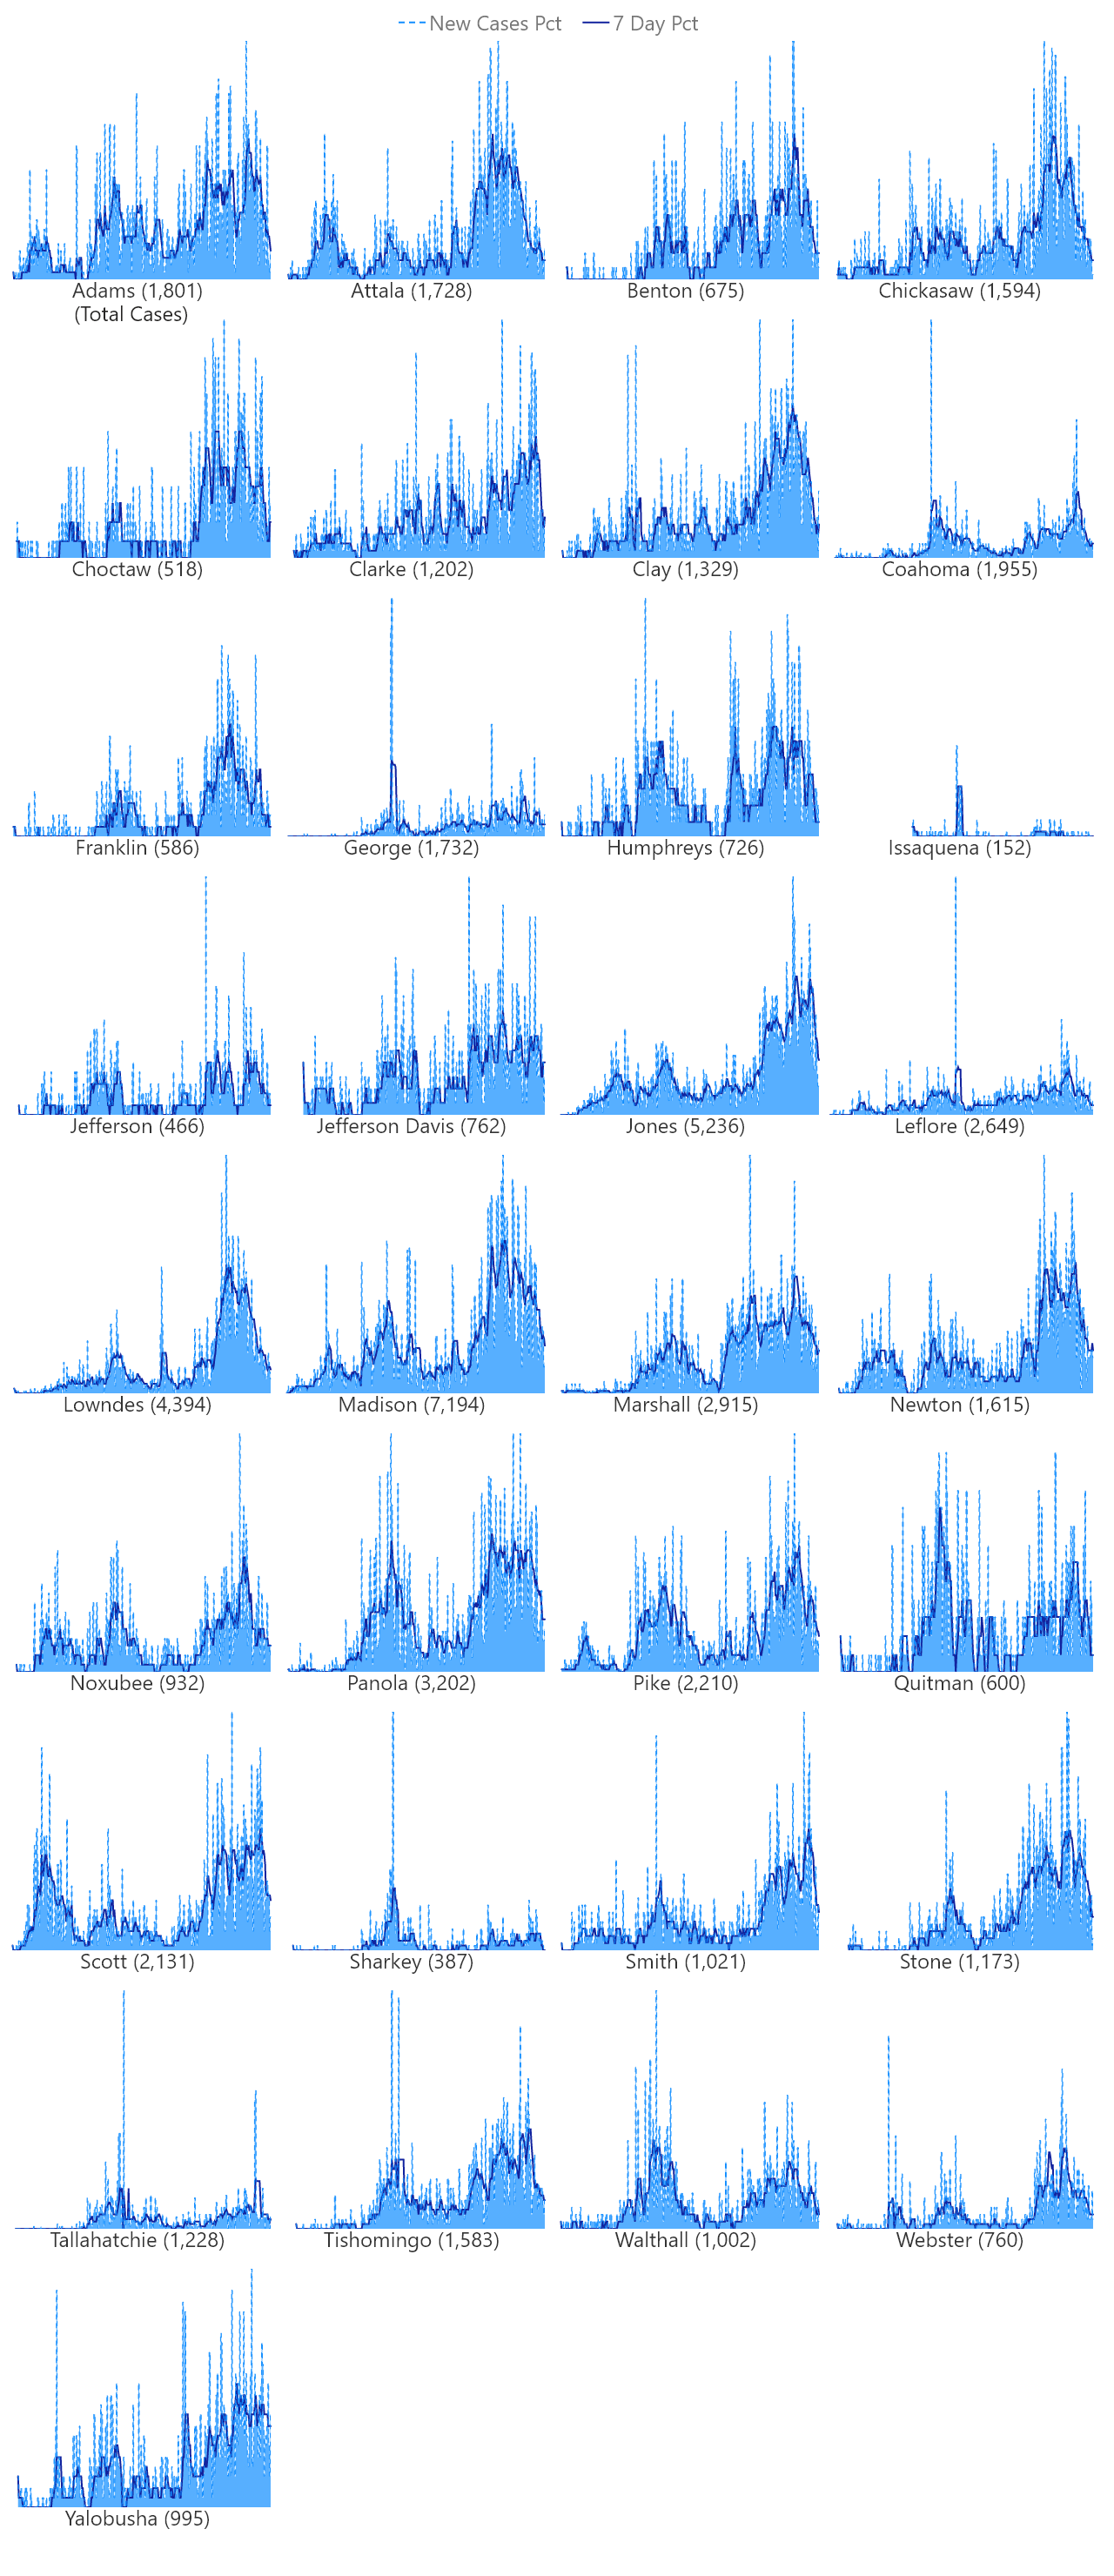 New Cases Pct 7 Day Pct
Adams (1,801) Attala (1,728) Benton (675) Chickasaw (1,594)
(Total Cases)
Choctaw (518) Clarke (1,202) Clay (1,329) Coahoma (1,955)
Franklin (586) George (1,732) Humphreys (726) Issaquena (152)
Jefferson (466) Jefferson Davis (762) Jones (5,236) Leflore (2,649)
Lowndes (4,394) Madison (7,194) Marshall (2,915) Newton (1,615)
Noxubee (932) Panola (3,202) Pike (2,210) Quitman (600)
Scott (2,131) Sharkey (387) Smith (1,021) Stone (1,173)
Tallahatchie (1,228) Tishomingo (1,583) Walthall (1,002) Webster (760)
Yalobusha (995)